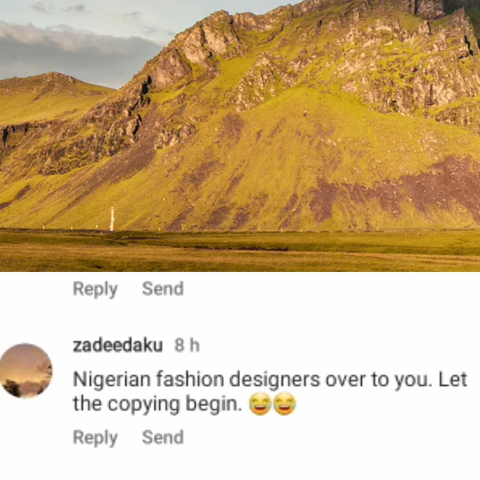 Reply Send
zadeedaku 8 h
Nigerian fashion designers over to you. Let
the copying begin. 😂😂
Reply Send